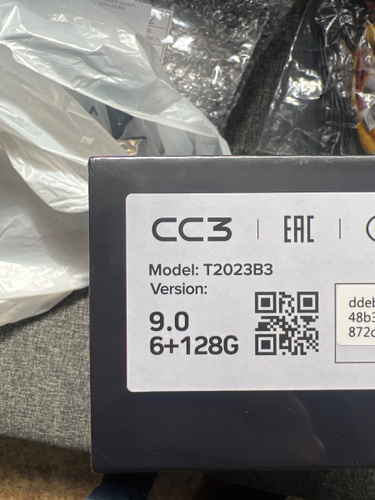 CC3 | EAC
Model: T2023B3
Version:
9.0
6+128G
ddeb
48b3
872c